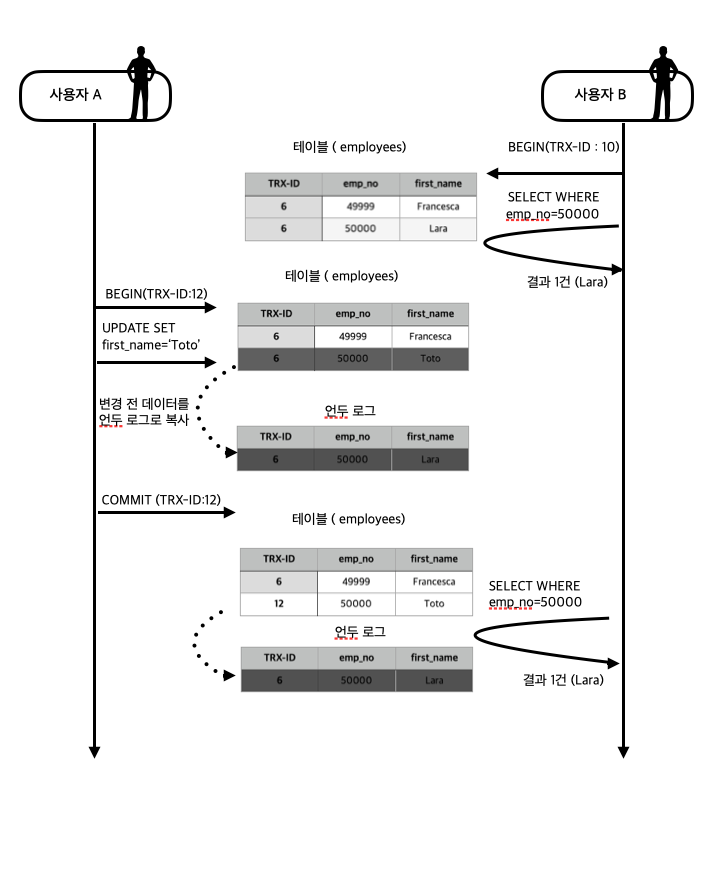 사용자 A
사용자 B
테이블 ( employees)
BEGIN(TRX-ID : 10)
TRX-ID emp_no first_name
6 49999 Francesca
6 50000 Lara
SELECT WHERE
emp_no=50000
결과 1건 (Lara)
테이블 ( employees)
BEGIN(TRX-ID:12)
UPDATE SET
first_name=‘Toto’
TRX-ID emp_no first_name
6 49999 Francesca
6 50000 Toto
변경 전 데이터를
언두 로그로 복사
언두 로그
TRX-ID emp_no first_name
6 50000 Lara
COMMIT (TRX-ID:12)
테이블 ( employees)
TRX-ID emp_no first_name
6 49999 Francesca
12 50000 Toto
SELECT WHERE
emp_no=50000
언두 로그
TRX-ID emp_no first_name
6 50000 Lara
결과 1건 (Lara)